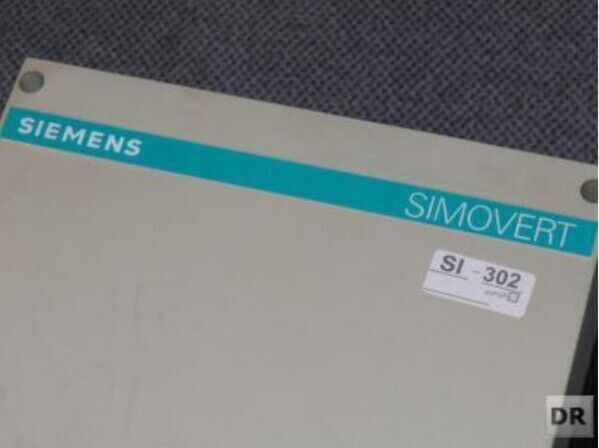 SIEMENS
SIMOVERT
SI - 302
DR